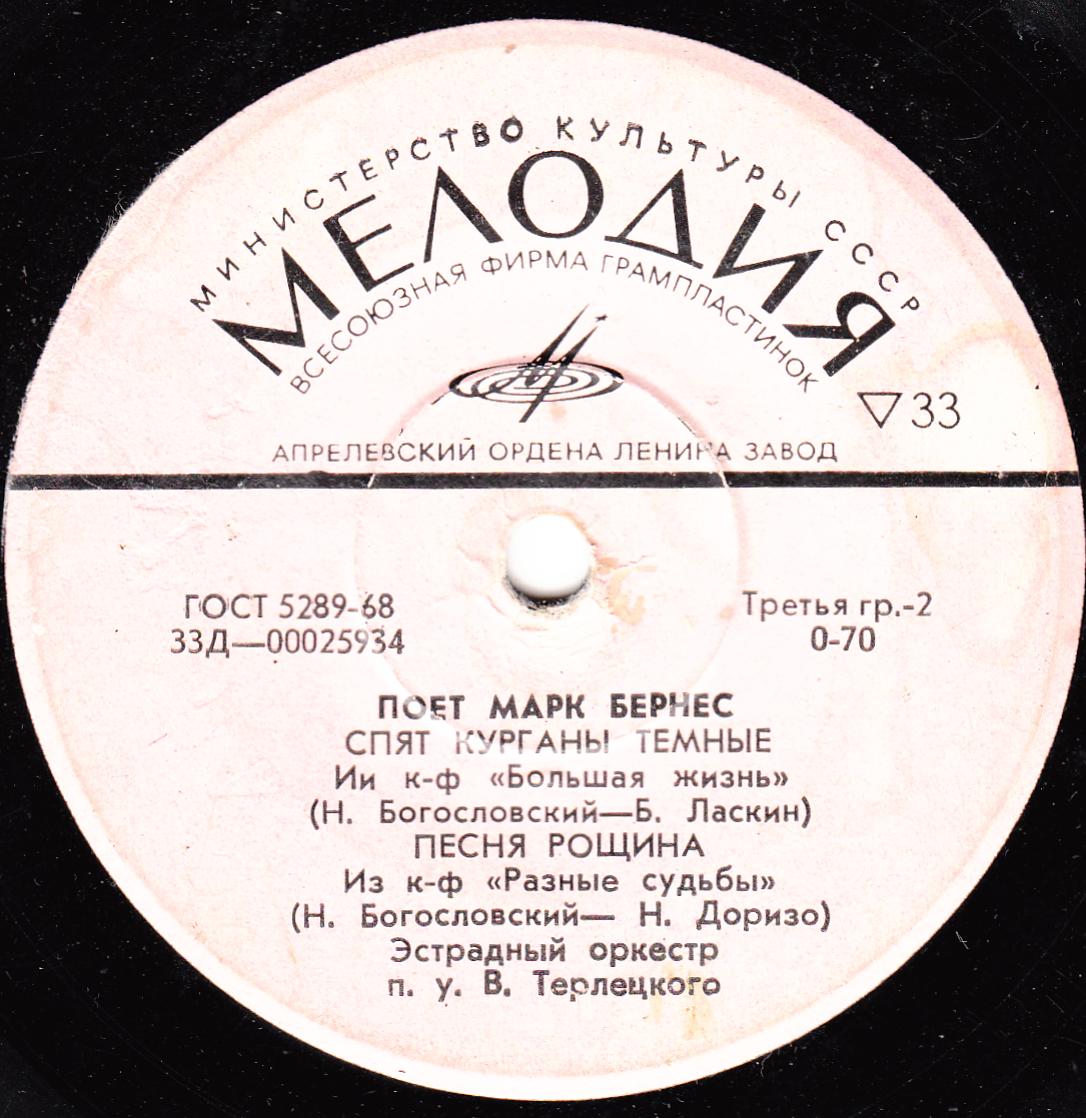 МИНИСТЕРСТВО КУЛЬТУРЫ СССР
МЕЛОДИЯ
ВСЕСОЮЗНАЯ ФИРМА ГРАМПЛАСТИНОК
▽33
АПРЕЛЕВСКИЙ ОРДЕНА ЛЕНИНА ЗАВОД
ГОСТ 5289-68
33Д—00025934
Третья гр.-2
0-70
ПОЕТ МАРК БЕРНЕС
СПЯТ КУРГАНЫ ТЕМНЫЕ
Ии к-ф «Большая жизнь»
(Н. Богословский—Б. Ласкин)
ПЕСНЯ РОЩИНА
Из к-ф «Разные судьбы»
(Н. Богословский— Н. Доризо)
Эстрадный оркестр
п. у. В. Терлецкого